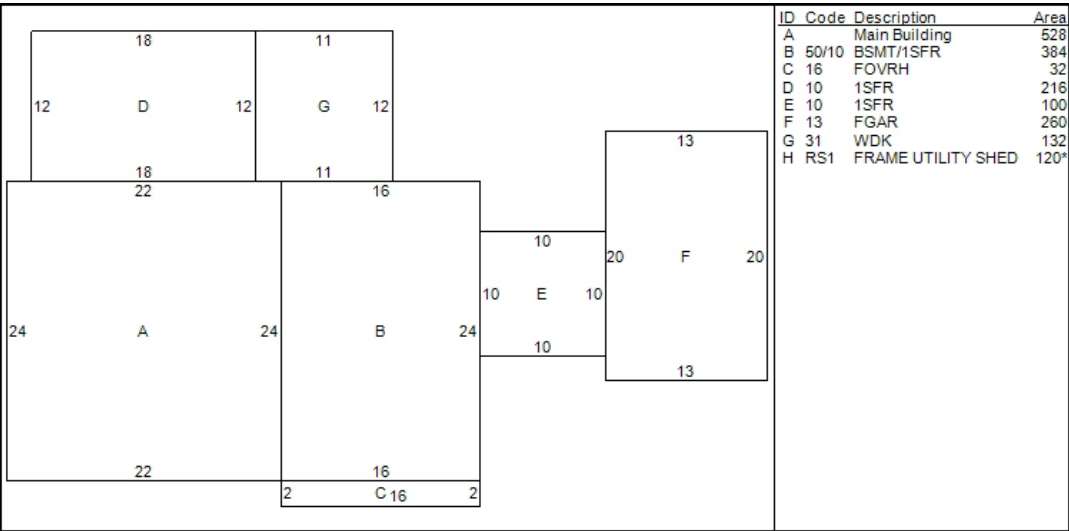 18 11
12 D 12 G 12
18 11
22 16
13
10
20 F 20
10 E 10
24 A 24 B 24
10
13
22 16
2 C 16 2
ID Code Description Area
A Main Building 528
B 50/10 BSMT/1SFR 384
C 16 FOVRH 32
D 10 1SFR 216
E 10 1SFR 100
F 13 FGAR 260
G 31 WDK 132
H RS1 FRAME UTILITY SHED 120*